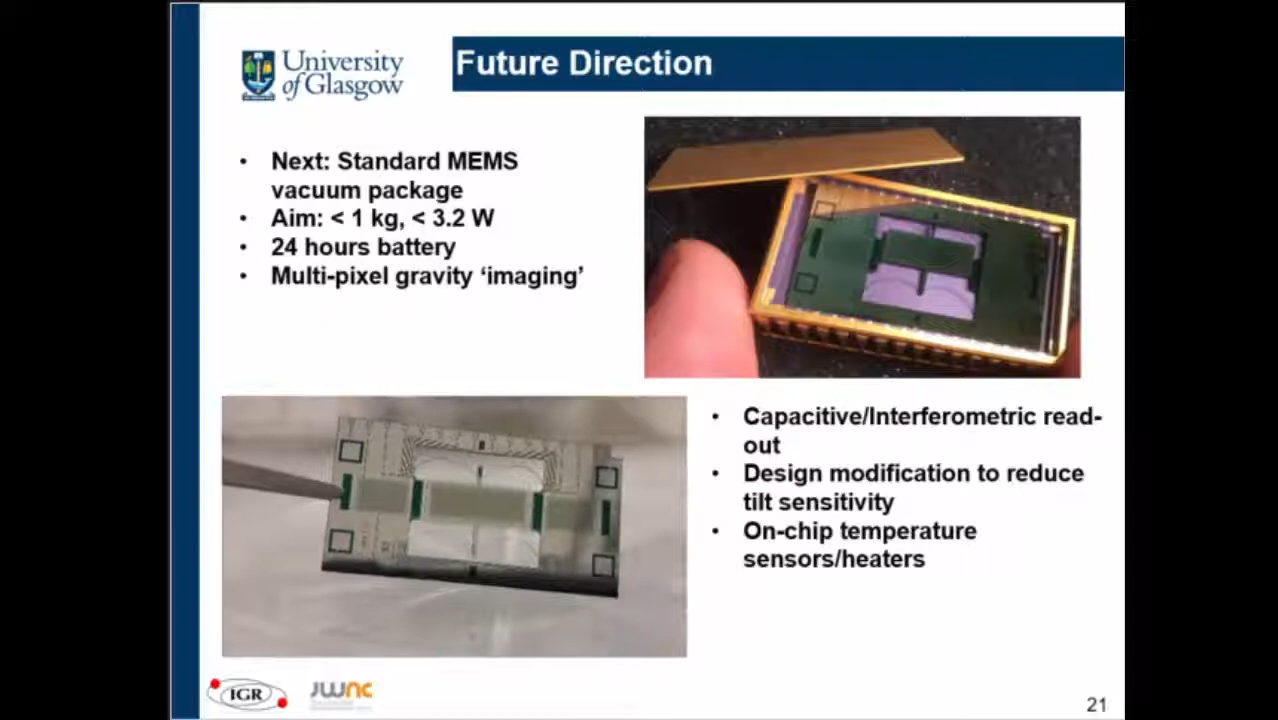 University
of Glasgow
Future Direction
• Next: Standard MEMS
vacuum package
• Aim: < 1 kg, < 3.2 W
• 24 hours battery
• Multi-pixel gravity ‘imaging’
• Capacitive/Interferometric read-
out
• Design modification to reduce
tilt sensitivity
• On-chip temperature
sensors/heaters
IGR
JWNC
21